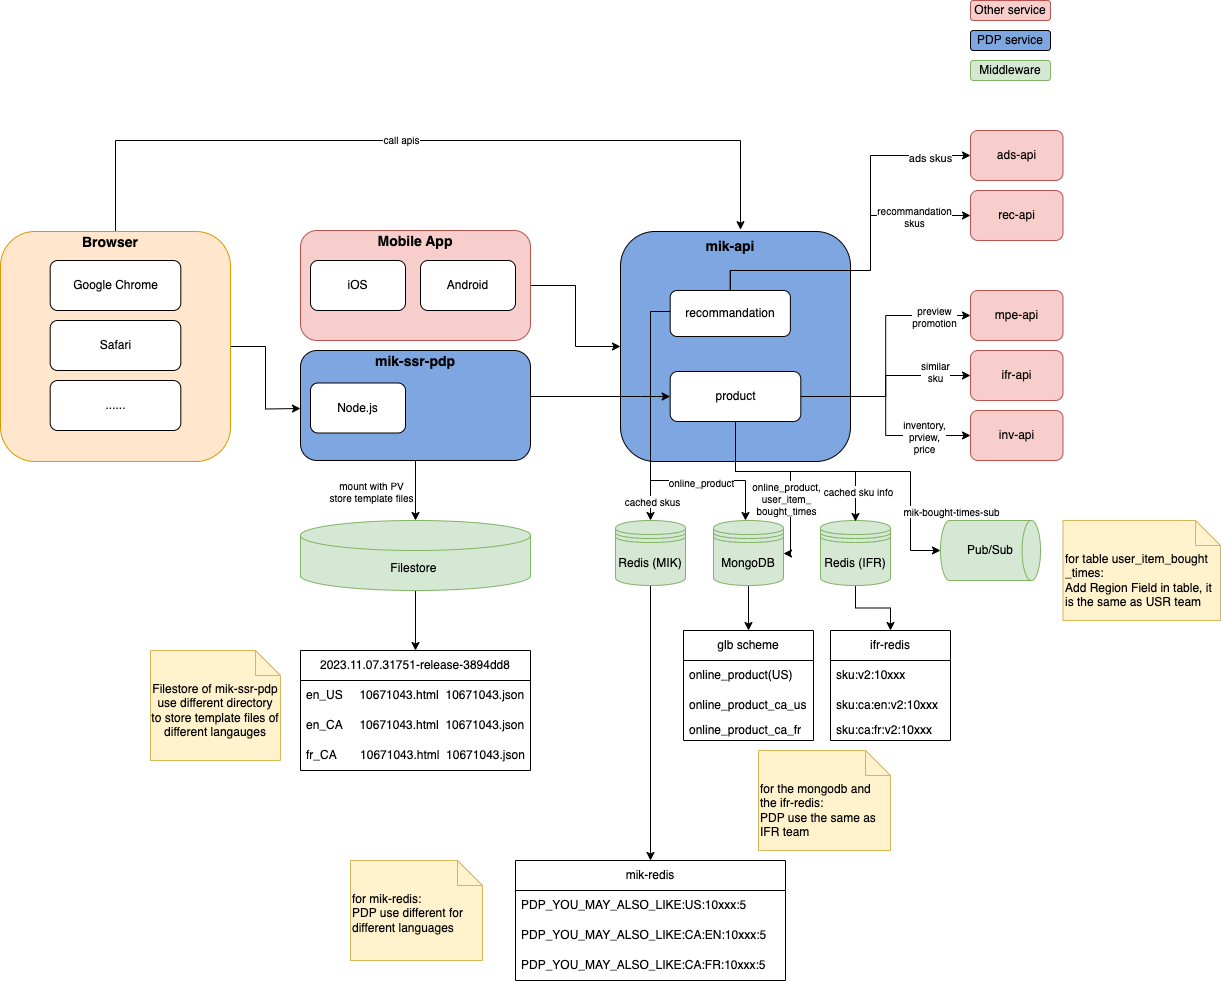 Other service
PDP service
Middleware
call apis
ads skus
ads-api
recommandation
skus
rec-api
Browser
Google Chrome
Safari
......
Mobile App
iOS
Android
mik-ssr-pdp
Node.js
mik-api
recommandation
product
preview
promotion
mpe-api
similar
sku
ifr-api
inventory,
prview,
price
inv-api
mount with PV
store template files
cached skus
online_product
online_product,
user_item_
bought_times
cached sku info
mik-bought-times-sub
Filestore
Redis (MIK)
MongoDB
Redis (IFR)
Pub/Sub
for table user_item_bought
_times:
Add Region Field in table, it
is the same as USR team
Filestore of mik-ssr-pdp
use different directory
to store template files of
different langauges
2023.11.07.31751-release-3894dd8
en_US 10671043.html 10671043.json
en_CA 10671043.html 10671043.json
fr_CA 10671043.html 10671043.json
glb scheme
online_product(US)
online_product_ca_us
online_product_ca_fr
ifr-redis
sku:v2:10xxx
sku:ca:en:v2:10xxx
sku:ca:fr:v2:10xxx
for the mongodb and
the ifr-redis:
PDP use the same as
IFR team
for mik-redis:
PDP use different for
different languages
mik-redis
PDP_YOU_MAY_ALSO_LIKE:US:10xxx:5
PDP_YOU_MAY_ALSO_LIKE:CA:EN:10xxx:5
PDP_YOU_MAY_ALSO_LIKE:CA:FR:10xxx:5